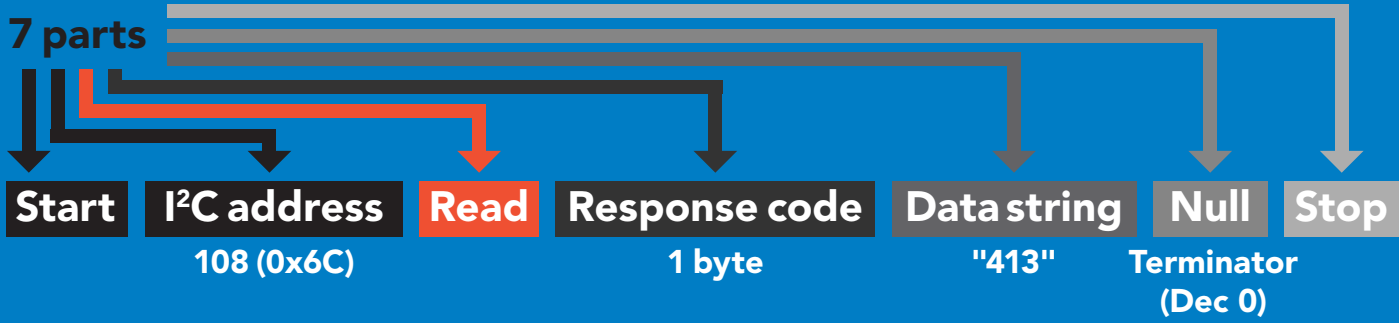 7 parts
Start I²C address Read Response code Data string Null Stop
108 (0x6C) 1 byte "413" Terminator
(Dec 0)